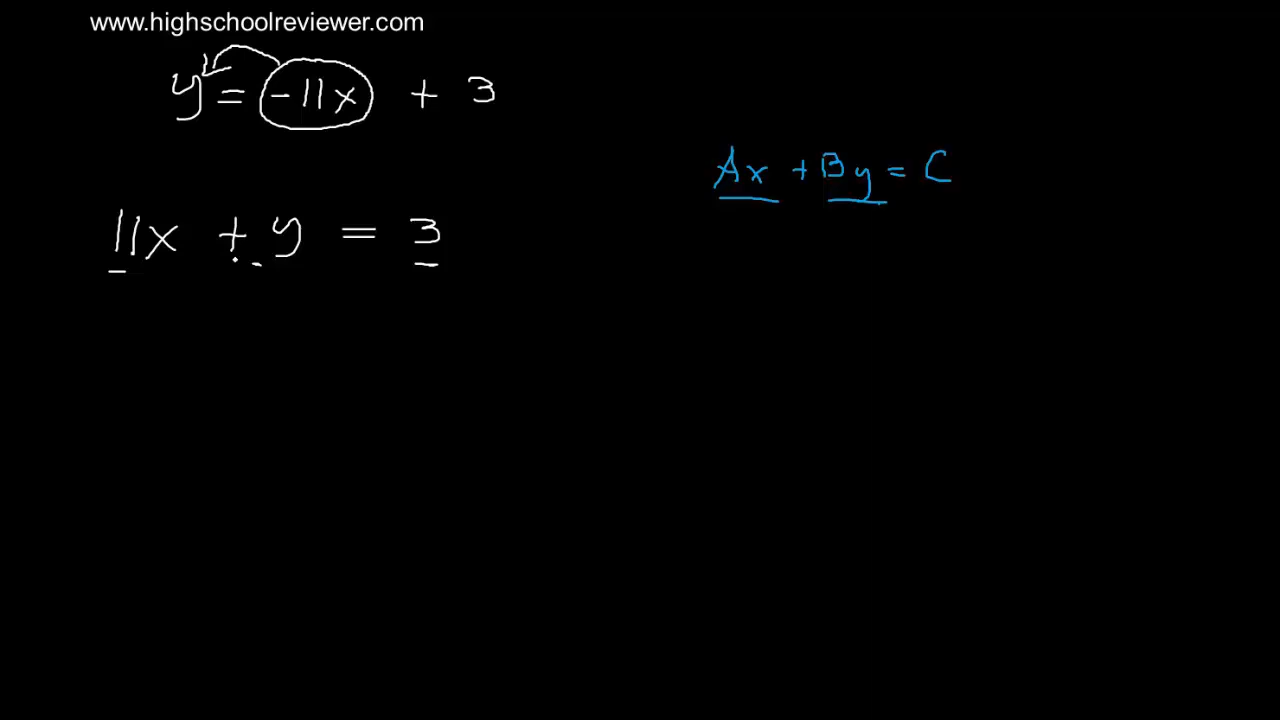 www.highschoolreviewer.com
y = -11x + 3
Ax + By = C
11x + y = 3